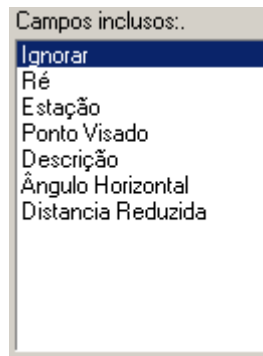 Campos inclusos:.
Ignorar
Ré
Estação
Ponto Visado
Descrição
Ângulo Horizontal
Distancia Reduzida